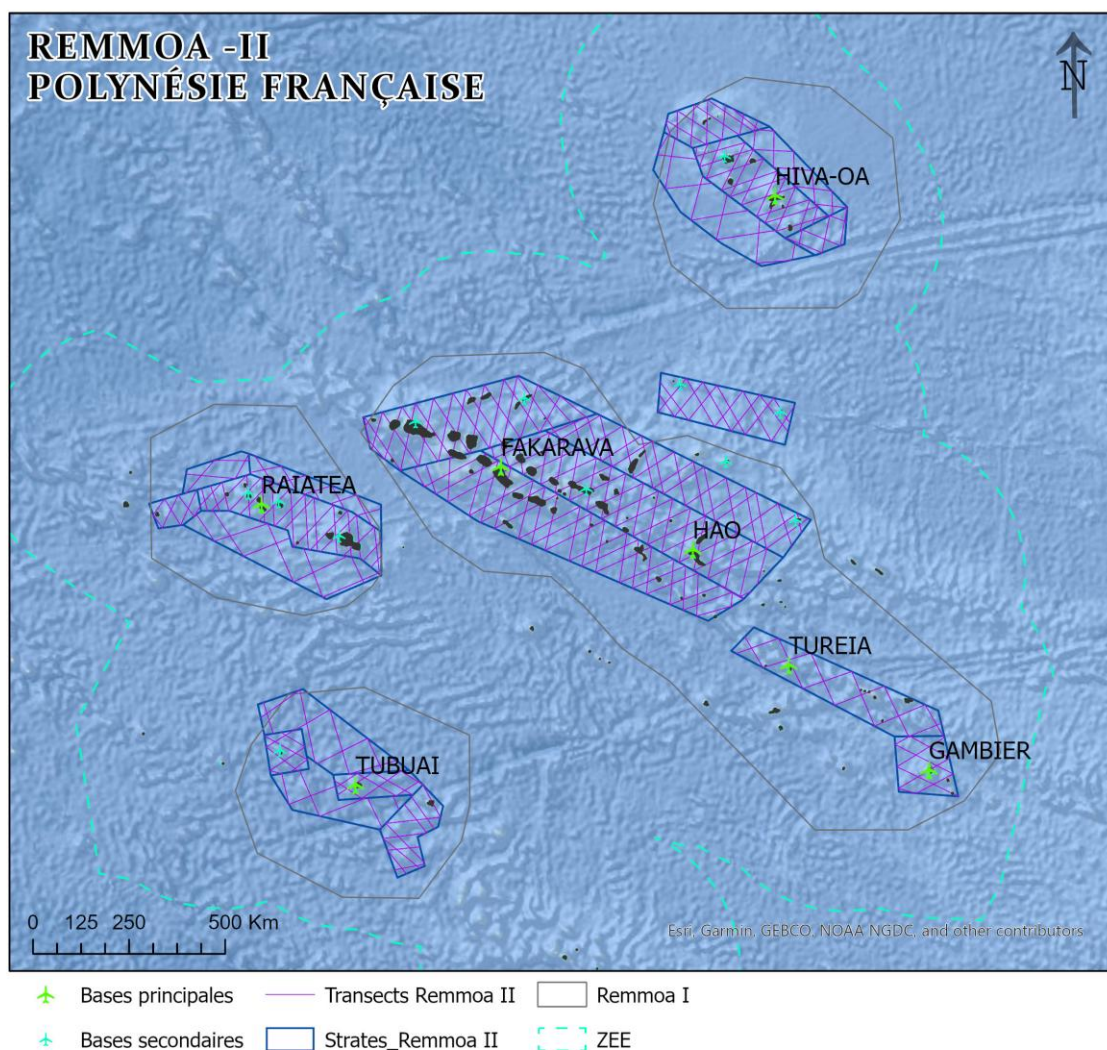 REMMOA -II
POLYNÉSIE FRANÇAISE
N
HIVA-OA
FAKARAVA
RAIATEA
HAO
TUREIA
GAMBIER
TUBUAI
0 125 250 500 Km
Esri, Garmin, GEBCO, NOAA NGDC, and other contributors
Bases principales Transects Remmoa II Remmoa I
Bases secondaires Strates_Remmoa II ZEE